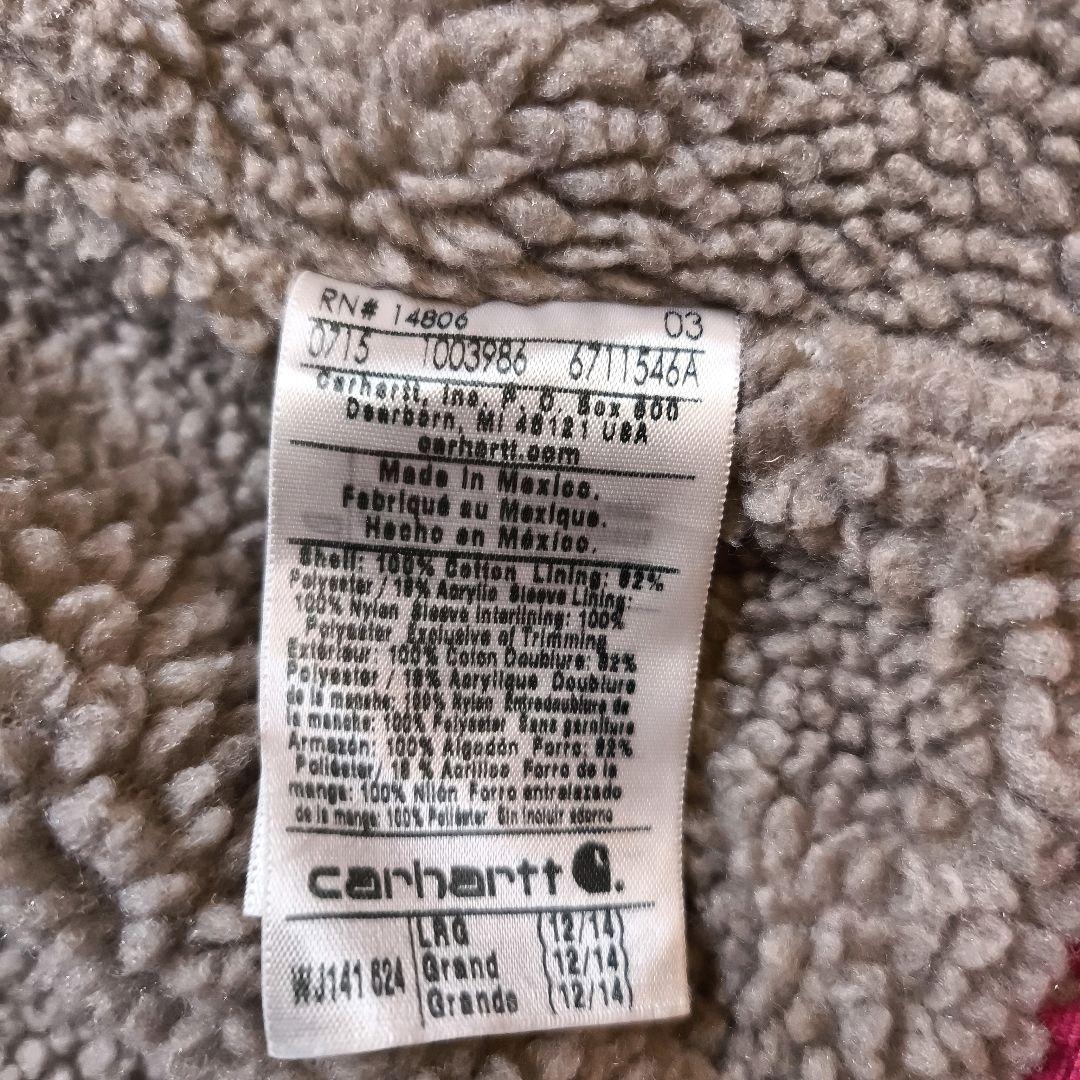 RN# 14806 03
0715 1003986 6711546A
Carhartt, Inc, P. O. Box 600
Dearborn, MI 48121 USA
carhartt.com
Made in Mexico.
Fabriqué au Mexique.
Hecho en México.
Shell: 100% Cotton Lining: 82%
Polyester / 18% Acrylic Sleeve Lining:
100% Nylon Sleeve Interlining: 100%
Polyester Exclusive of Trimming
Extérieur: 100% Coton Doublure: 82%
Polyester / 18% Acryllque Doublure
de la manche: 100% Nylon Entredoublure de
la manche: 100% Polyester Sans garniture
Armazón: 100% Algodón Forro: 82%
Poliéster/ 18 % Acrílico Forro de la
manga: 100% Nilón Forro entrelazado
de la manga: 100% Poliéster Sin incluir adorno
carhartt
WJ141 624
LRG (12/14)
Grand (12/14)
Grande (12/14)